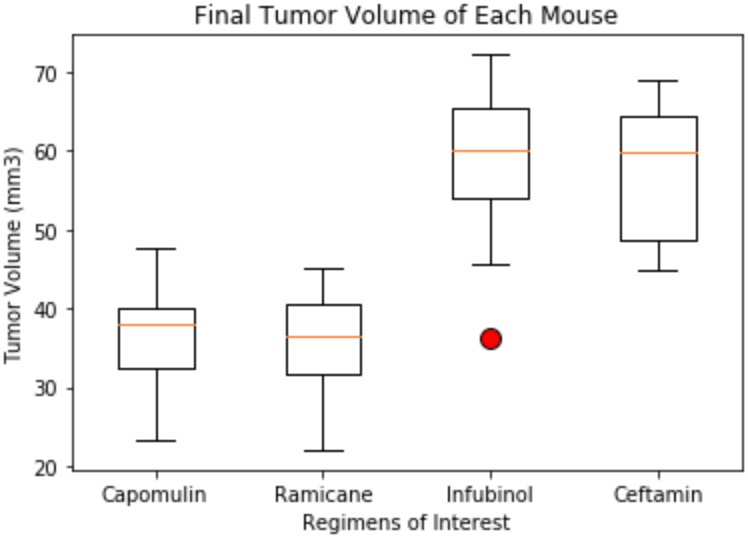 Final Tumor Volume of Each Mouse
Tumor Volume (mm3)
70
60
50
40
30
20
Capomulin Ramicane Infubinol Ceftamin
Regimens of Interest